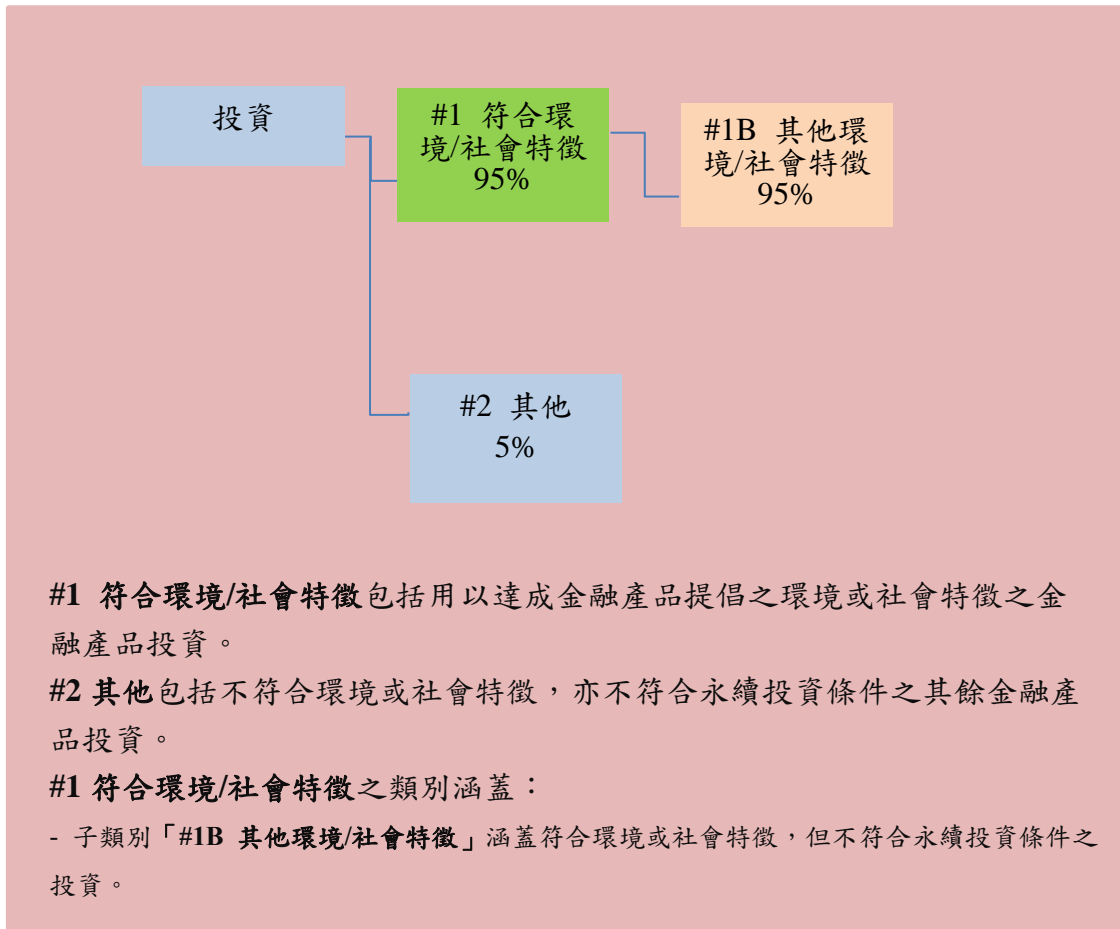 投資
#1 符合環
境/社會特徵
95%
#1B 其他環
境/社會特徵
95%
#2 其他
5%
#1 符合環境/社會特徵包括用以達成金融產品提倡之環境或社會特徵之金
融產品投資。
#2 其他包括不符合環境或社會特徵，亦不符合永續投資條件之其餘金融產
品投資。
#1 符合環境/社會特徵之類別涵蓋：
- 子類別「#1B 其他環境/社會特徵」涵蓋符合環境或社會特徵，但不符合永續投資條件之
投資。